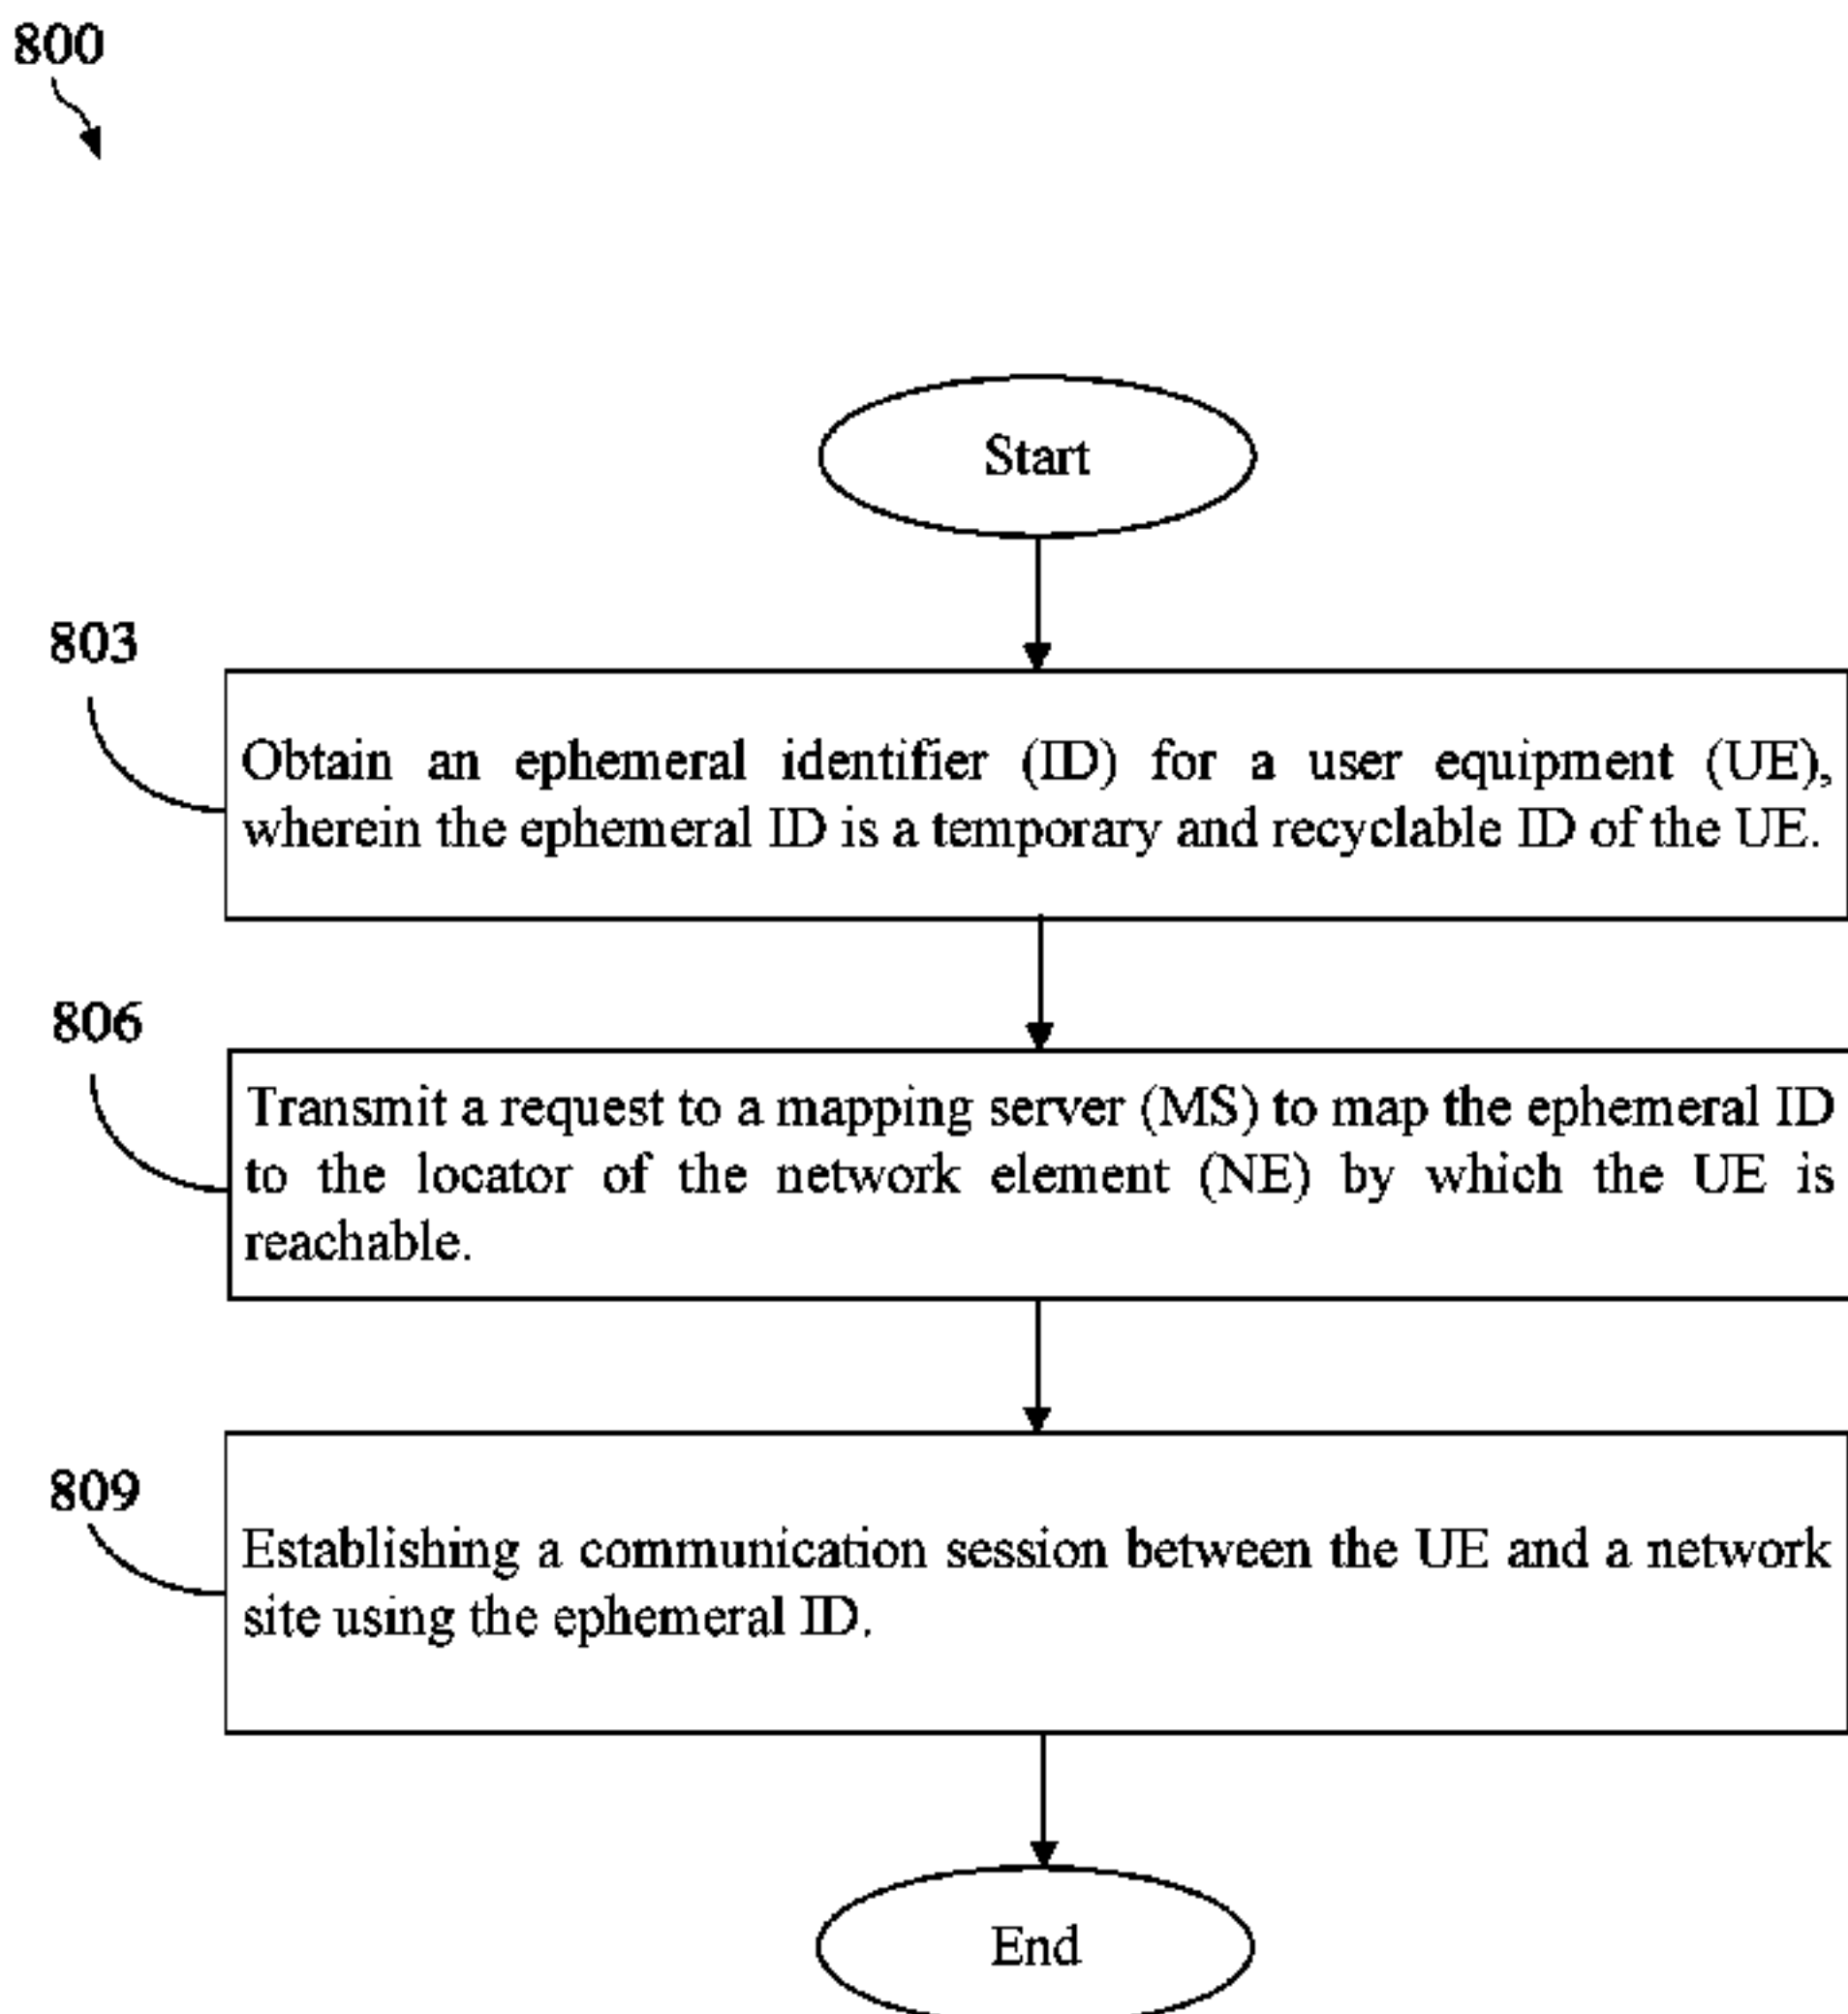 800
Start
803
Obtain an ephemeral identifier (ID) for a user equipment (UE),
wherein the ephemeral ID is a temporary and recyclable ID of the UE.
806
Transmit a request to a mapping server (MS) to map the ephemeral ID
to the locator of the network element (NE) by which the UE is
reachable.
809
Establishing a communication session between the UE and a network
site using the ephemeral ID.
End